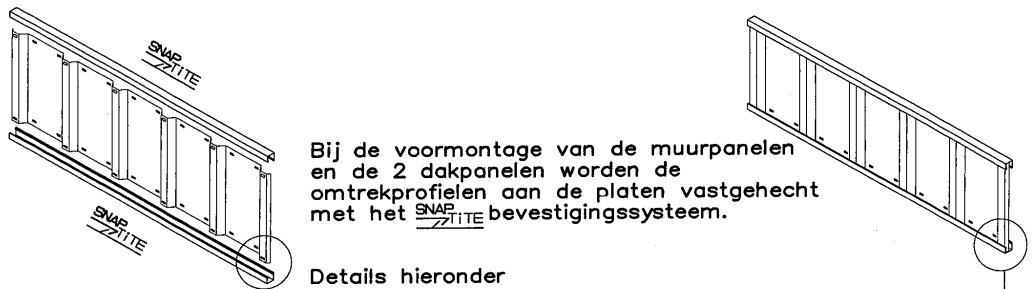 SNAP
TITE
Bij de voormontage van de muurpanelen
en de 2 dakpanelen worden de
omtrekprofielen aan de platen vastgehecht
met het SNAP TITE bevestigingssysteem.
SNAP
TITE
Details hieronder